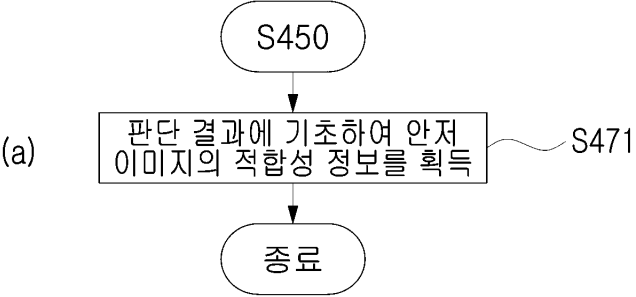 S450
(a)
판단 결과에 기초하여 안저
이미지의 적합성 정보를 획득
S471
종료